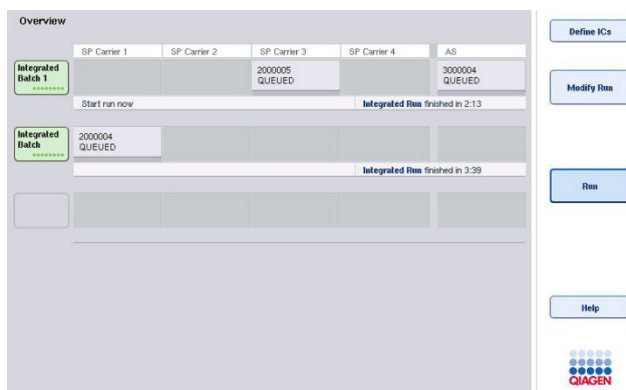 Overview
Define ICs
SP Carrier 1 SP Carrier 2 SP Carrier 3 SP Carrier 4 AS
Integrated
Batch 1
2000005
QUEUED
3000004
QUEUED
Modify Run
Start run now Integrated Run finished in 2:13
Integrated
Batch
2000004
QUEUED
Integrated Run finished in 3:39
Run
Help
QIAGEN